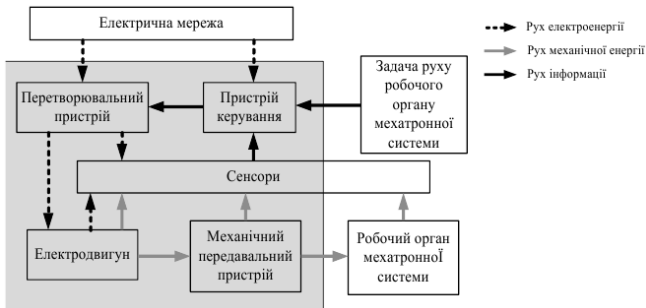 Електрична мережа
Рух електроенергії
Рух механічної енергії
Рух інформації
Перетворювальний
пристрій
Пристрій
керування
Задача руху
робочого
органу
мехатронної
системи
Сенсори
Електродвигун
Механічний
передавальний
пристрій
Робочий орган
мехатронноЇ
системи